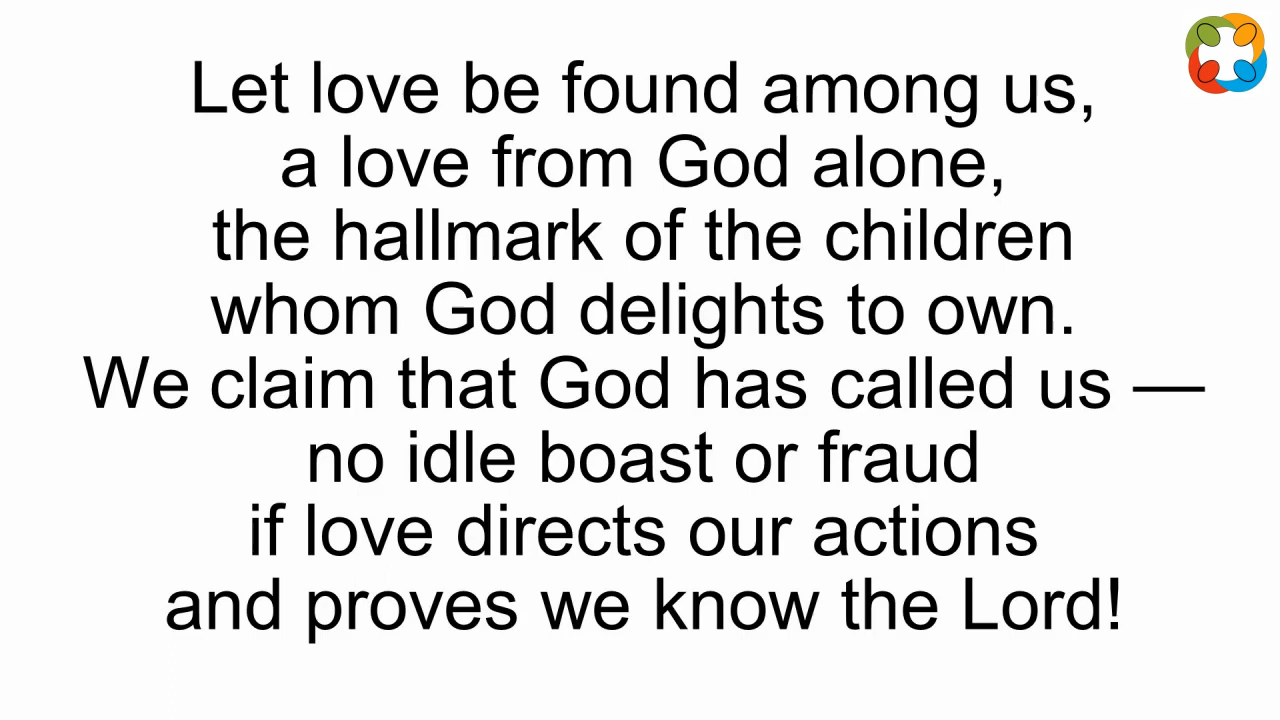 Let love be found among us,
a love from God alone,
the hallmark of the children
whom God delights to own.
We claim that God has called us —
no idle boast or fraud
if love directs our actions
and proves we know the Lord!